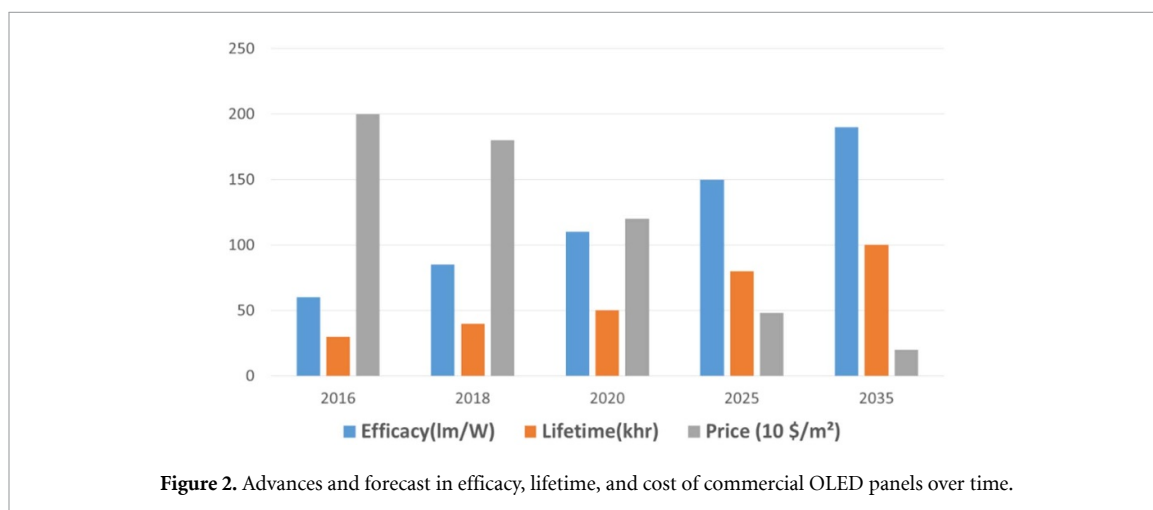 250
200
150
100
50
0
2016 2018 2020 2025 2035
Efficacy(lm/W) Lifetime(khr) Price (10 $/m²)
Figure 2. Advances and forecast in efficacy, lifetime, and cost of commercial OLED panels over time.